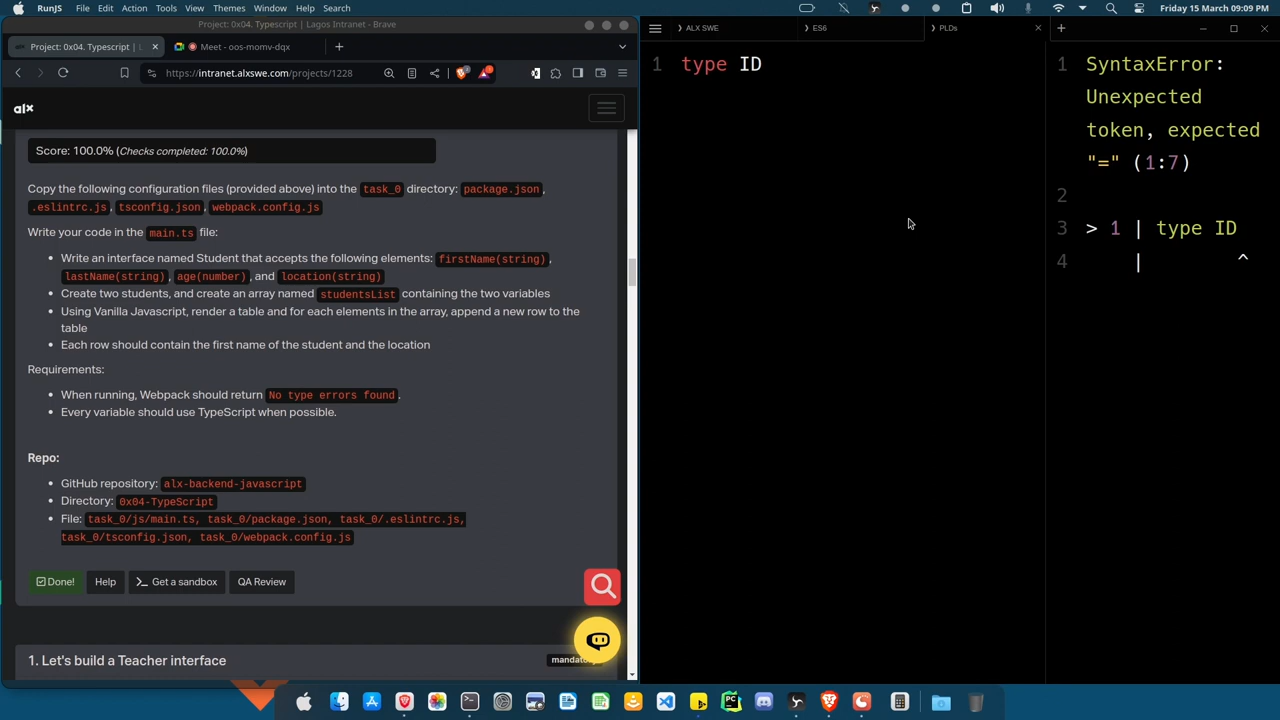 RunJS File Edit Action Tools View Themes Window Help Search Friday 15 March 09:09 PM
Project: 0x04. Typescript | Lagos Intranet - Brave
Project: 0x04. Typescript | L
Meet - oos-momv-dqx
https://intranet.alxswe.com/projects/1228
alx
Score: 100.0% (Checks completed: 100.0%)
Copy the following configuration files (provided above) into the task_0 directory: package.json,
.eslintrc.js, tsconfig.json, webpack.config.js
Write your code in the main.ts file:
• Write an interface named Student that accepts the following elements: firstName(string),
lastName(string), age(number), and location(string)
• Create two students, and create an array named studentsList containing the two variables
• Using Vanilla Javascript, render a table and for each elements in the array, append a new row to the
table
• Each row should contain the first name of the student and the location
Requirements:
• When running, Webpack should return No type errors found.
• Every variable should use TypeScript when possible.
Repo:
• GitHub repository: alx-backend-javascript
• Directory: 0x04-TypeScript
• File: task_0/js/main.ts, task_0/package.json, task_0/.eslintrc.js,
task_0/tsconfig.json, task_0/webpack.config.js
Done! Help Get a sandbox QA Review
1. Let's build a Teacher interface
ALX SWE ES6 PLDs
1 type ID
1 SyntaxError:
Unexpected
token, expected
"=" (1:7)
2
3 > 1 | type ID
4 | ^